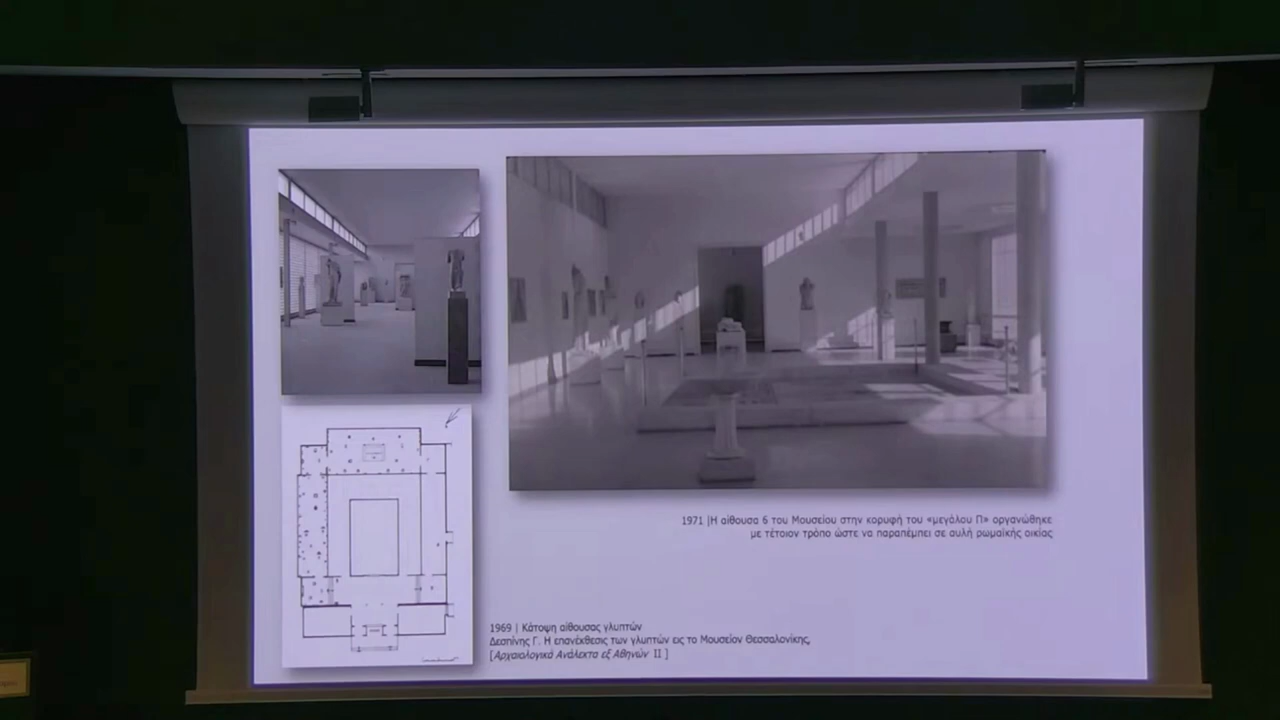 1971 |Η αίθουσα 6 του Μουσείου στην κορυφή του «μεγάλου Π» οργανώθηκε
με τέτοιον τρόπο ώστε να παραπέμπει σε αυλή ρωμαϊκής οικίας
1969 | Κάτοψη αίθουσας γλυπτών
Δεσπίνης Γ. Η επανέκθεσις των γλυπτών εις το Μουσείον Θεσσαλονίκης,
[Αρχαιολογικά Ανάλεκτα εξ Αθηνών II ]